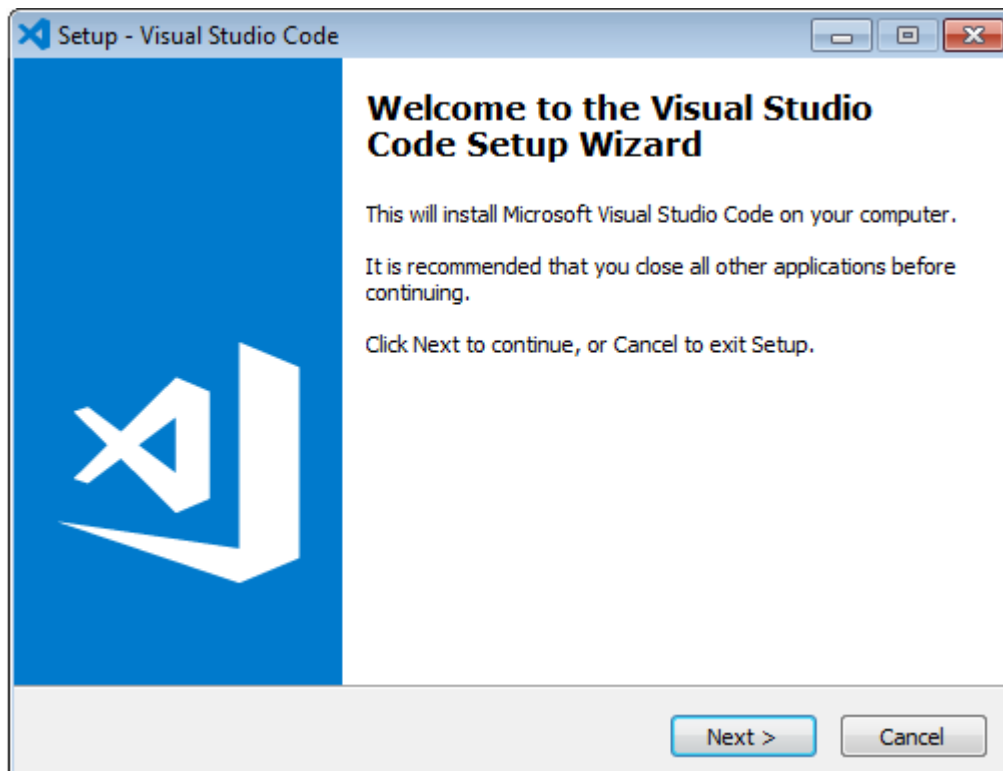 Setup - Visual Studio Code
Welcome to the Visual Studio
Code Setup Wizard
This will install Microsoft Visual Studio Code on your computer.
It is recommended that you close all other applications before
continuing.
Click Next to continue, or Cancel to exit Setup.
Next >
Cancel